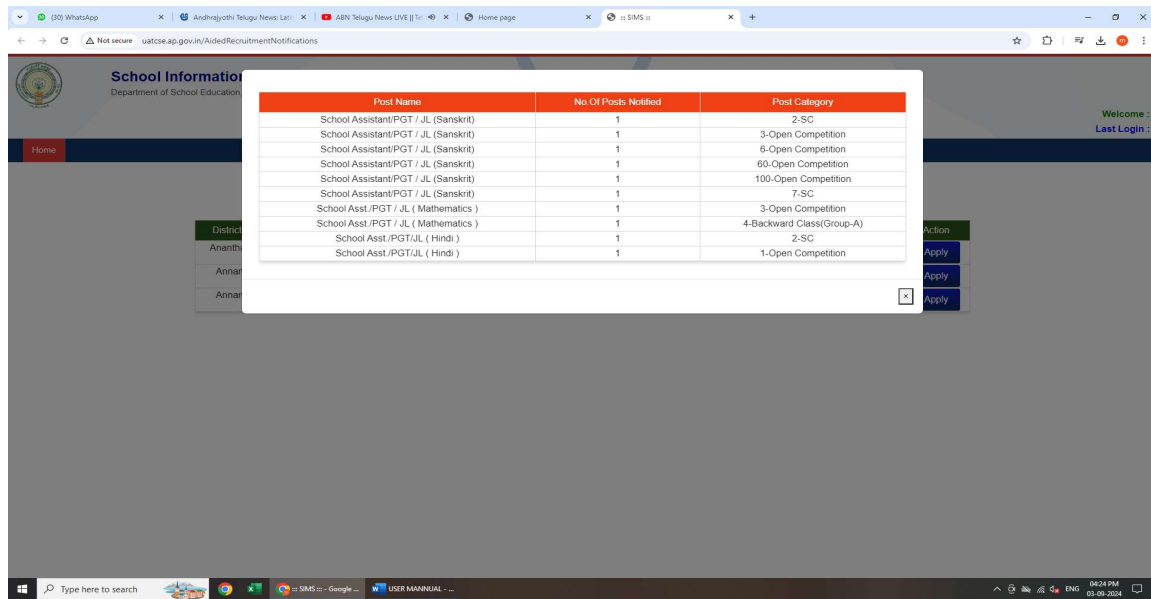 (30) WhatsApp
Andhrajyothi Telugu News: Lat
ABN Telugu News LIVE || Te
Home page
:: SIMS ::
Not secure uatcse.ap.gov.in/AidedRecruitmentNotifications
m
School Information
Department of School Education,
Welcome :
Last Login :
Home
Post Name No.Of Posts Notified Post Category
School Assistant/PGT / JL (Sanskrit) 1 2-SC
School Assistant/PGT / JL (Sanskrit) 1 3-Open Competition
School Assistant/PGT / JL (Sanskrit) 1 6-Open Competition
School Assistant/PGT / JL (Sanskrit) 1 60-Open Competition
School Assistant/PGT / JL (Sanskrit) 1 100-Open Competition
School Assistant/PGT / JL (Sanskrit) 1 7-SC
School Asst./PGT / JL ( Mathematics ) 1 3-Open Competition
School Asst./PGT / JL ( Mathematics ) 1 4-Backward Class(Group-A)
School Asst./PGT/JL ( Hindi ) 1 2-SC
School Asst./PGT/JL ( Hindi ) 1 1-Open Competition
×
District Action
Ananth Apply
Annar Apply
Annar Apply
Type here to search
:: SIMS :: - Google ...
USER MANNUAL - ...
ENG
04:24 PM
03-09-2024